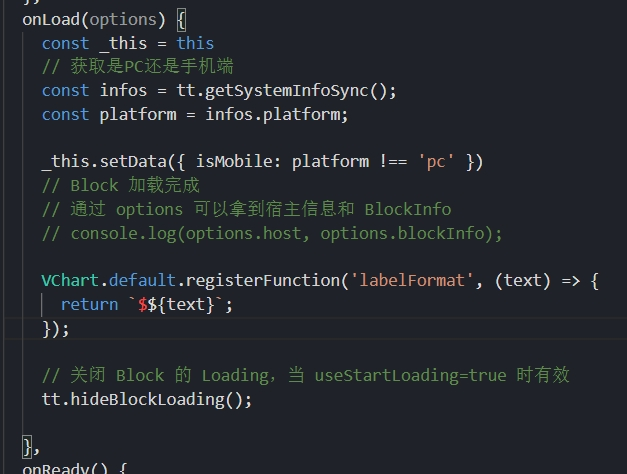 onLoad(options) {
const _this = this
// 获取是PC还是手机端
const infos = tt.getSystemInfoSync();
const platform = infos.platform;
_this.setData({ isMobile: platform !== 'pc' })
// Block 加载完成
// 通过 options 可以拿到宿主信息和 BlockInfo
// console.log(options.host, options.blockInfo);
VChart.default.registerFunction('labelFormat', (text) => {
return `$${text}`;
});
// 关闭 Block 的 Loading，当 useStartLoading=true 时有效
tt.hideBlockLoading();
},
onReady() {